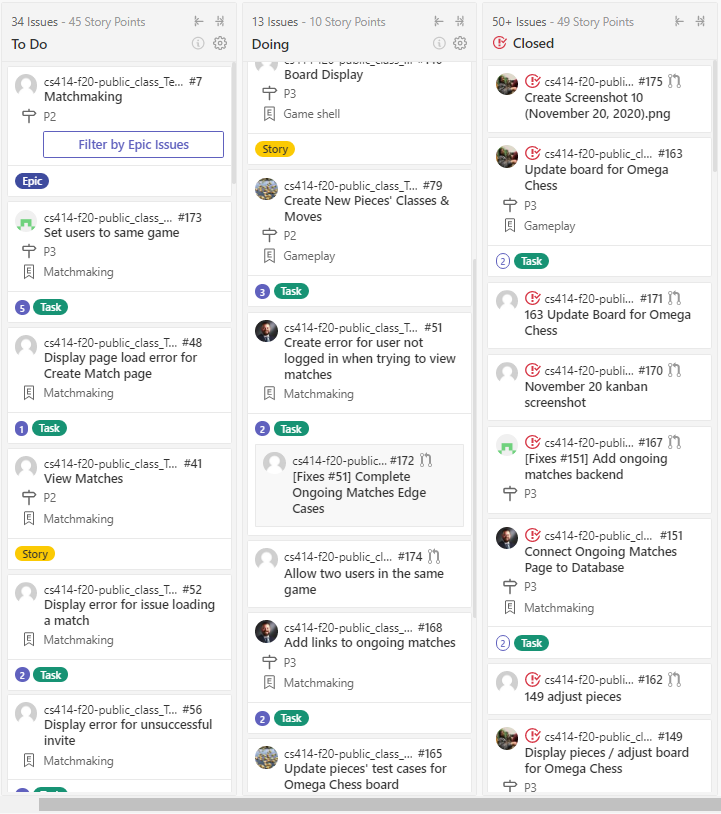 34 Issues - 45 Story Points
To Do
cs414-f20-public_class_Te... #7
Matchmaking
P2
Filter by Epic Issues
Epic
cs414-f20-public_class_... #173
Set users to same game
P3
Matchmaking
5 Task
cs414-f20-public_class_T... #48
Display page load error for
Create Match page
Matchmaking
1 Task
cs414-f20-public_class_T... #41
View Matches
P2
Matchmaking
Story
cs414-f20-public_class_T... #52
Display error for issue loading
a match
Matchmaking
2 Task
cs414-f20-public_class_T... #56
Display error for unsuccessful
invite
Matchmaking
13 Issues - 10 Story Points
Doing
Board Display
P3
Game shell
Story
cs414-f20-public_class_T... #79
Create New Pieces' Classes &
Moves
P2
Gameplay
3 Task
cs414-f20-public_class_T... #51
Create error for user not
logged in when trying to view
matches
Matchmaking
2 Task
cs414-f20-public... #172
[Fixes #51] Complete
Ongoing Matches Edge
Cases
cs414-f20-public_cl... #174
Allow two users in the same
game
cs414-f20-public_class_... #168
Add links to ongoing matches
P3
Matchmaking
2 Task
cs414-f20-public_class_... #165
Update pieces' test cases for
Omega Chess board
50+ Issues - 49 Story Points
Closed
cs414-f20-publi... #175
Create Screenshot 10
(November 20, 2020).png
cs414-f20-public_cl... #163
Update board for Omega
Chess
P3
Gameplay
2 Task
cs414-f20-publi... #171
163 Update Board for Omega
Chess
cs414-f20-publi... #170
November 20 kanban
screenshot
cs414-f20-publi... #167
[Fixes #151] Add ongoing
matches backend
P3
cs414-f20-public_cl... #151
Connect Ongoing Matches
Page to Database
P3
Matchmaking
2 Task
cs414-f20-publi... #162
149 adjust pieces
cs414-f20-public_cl... #149
Display pieces / adjust board
for Omega Chess
P3